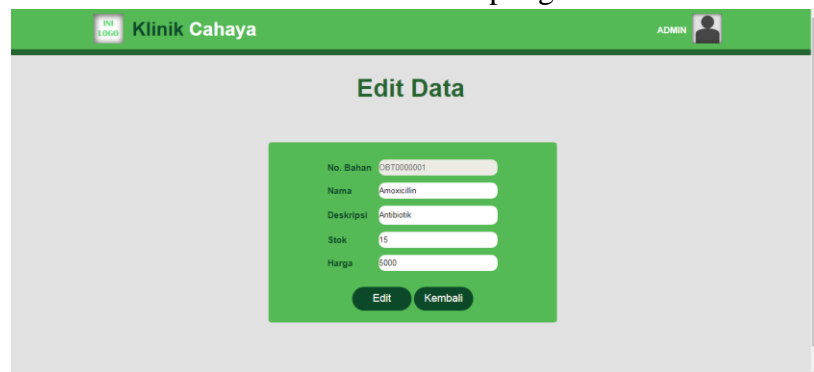 INI
LOGO
Klinik Cahaya
ADMIN
Edit Data
No. Bahan OBT0000001
Nama Amoxicillin
Deskripsi Antibiotik
Stok 15
Harga 5000
Edit Kembali